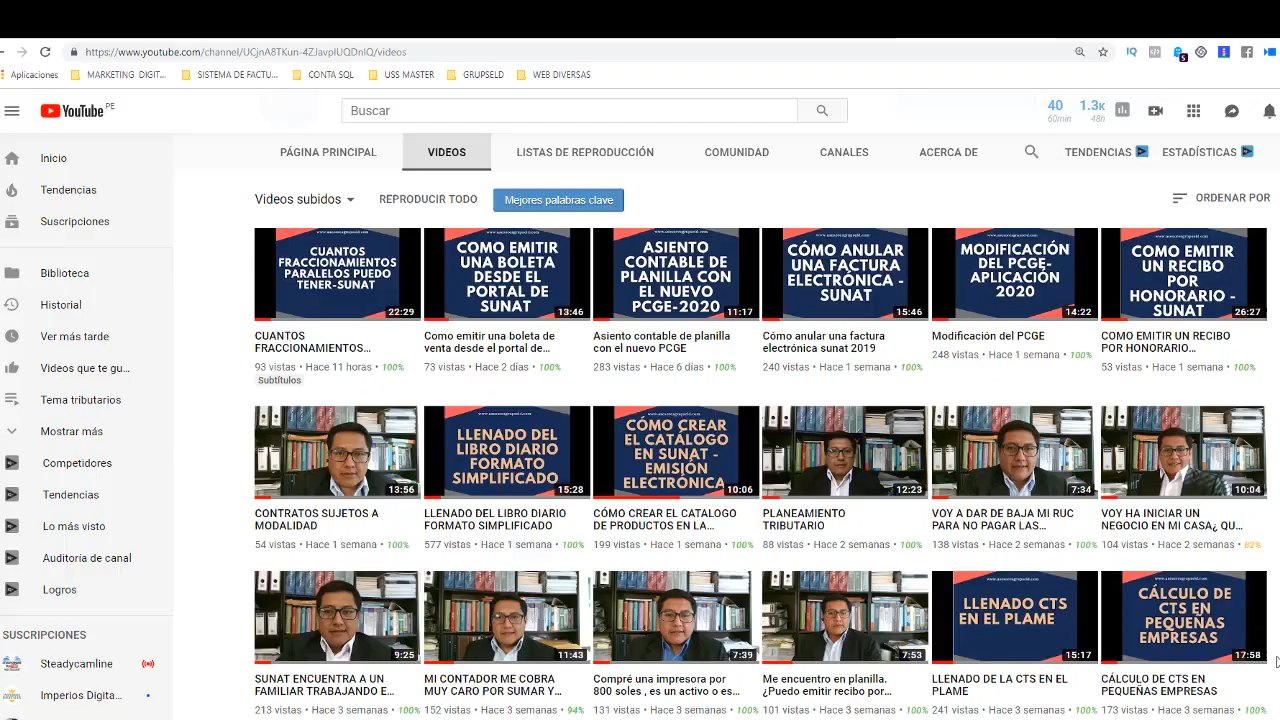 https://www.youtube.com/channel/UCjnA8TKun-4ZJavpIUQDnIQ/videos
Aplicaciones
MARKETING DIGIT...
SISTEMA DE FACTU...
CONTA SQL
USS MASTER
GRUPSELD
WEB DIVERSAS
YouTube PE
Buscar
40
60min
1.3K
48h
Inicio
Tendencias
Suscripciones
Biblioteca
Historial
Ver más tarde
Videos que te gu...
Tema tributarios
Mostrar más
Competidores
Tendencias
Lo más visto
Auditoría de canal
Logros
SUSCRIPCIONES
Steadycamline
Imperios Digita...
PÁGINA PRINCIPAL
VIDEOS
LISTAS DE REPRODUCCIÓN
COMUNIDAD
CANALES
ACERCA DE
TENDENCIAS
ESTADÍSTICAS
Videos subidos
REPRODUCIR TODO
Mejores palabras clave
ORDENAR POR
CUANTOS
FRACCIONAMIENTOS
PARALELOS PUEDO
TENER-SUNAT
22:29
CUANTOS
FRACCIONAMIENTOS...
93 vistas • Hace 11 horas • 100%
Subtítulos
COMO EMITIR
UNA BOLETA
DESDE EL
PORTAL DE
SUNAT
13:46
Como emitir una boleta de
venta desde el portal de...
73 vistas • Hace 2 días • 100%
ASIENTO
CONTABLE DE
PLANILLA CON
EL NUEVO
PCGE-2020
11:17
Asiento contable de planilla
con el nuevo PCGE
283 vistas • Hace 6 días • 100%
CÓMO ANULAR
UNA FACTURA
ELECTRÓNICA -
SUNAT
15:46
Cómo anular una factura
electrónica sunat 2019
240 vistas • Hace 1 semana • 100%
MODIFICACIÓN
DEL PCGE-
APLICACIÓN
2020
14:22
Modificación del PCGE
248 vistas • Hace 1 semana • 100%
COMO EMITIR
UN RECIBO
POR
HONORARIO -
SUNAT
26:27
COMO EMITIR UN RECIBO
POR HONORARIO...
53 vistas • Hace 1 semana • 100%
13:56
CONTRATOS SUJETOS A
MODALIDAD
54 vistas • Hace 1 semana • 100%
LLENADO DEL
LIBRO DIARIO
FORMATO
SIMPLIFICADO
15:28
LLENADO DEL LIBRO DIARIO
FORMATO SIMPLIFICADO
577 vistas • Hace 1 semana • 100%
CÓMO CREAR
EL CATÁLOGO
EN SUNAT -
EMISIÓN
ELECTRÓNICA
10:06
CÓMO CREAR EL CATALOGO
DE PRODUCTOS EN LA...
199 vistas • Hace 1 semana • 100%
12:23
PLANEAMIENTO
TRIBUTARIO
88 vistas • Hace 2 semanas • 100%
7:34
VOY A DAR DE BAJA MI RUC
PARA NO PAGAR LAS...
138 vistas • Hace 2 semanas • 100%
10:04
VOY HA INICIAR UN
NEGOCIO EN MI CASA¿ QU...
104 vistas • Hace 2 semanas • 82%
9:25
SUNAT ENCUENTRA A UN
FAMILIAR TRABAJANDO E...
213 vistas • Hace 3 semanas • 100%
11:43
MI CONTADOR ME COBRA
MUY CARO POR SUMAR Y...
152 vistas • Hace 3 semanas • 94%
7:39
Compré una impresora por
800 soles , es un activo o es...
131 vistas • Hace 3 semanas • 100%
7:53
Me encuentro en planilla.
¿Puedo emitir recibo por...
101 vistas • Hace 3 semanas • 100%
LLENADO CTS
EN EL PLAME
15:17
LLENADO DE LA CTS EN EL
PLAME
241 vistas • Hace 3 semanas • 100%
CÁLCULO DE
CTS EN
PEQUEÑAS
EMPRESAS
17:58
CÁLCULO DE CTS EN
PEQUEÑAS EMPRESAS
173 vistas • Hace 3 semanas • 100%